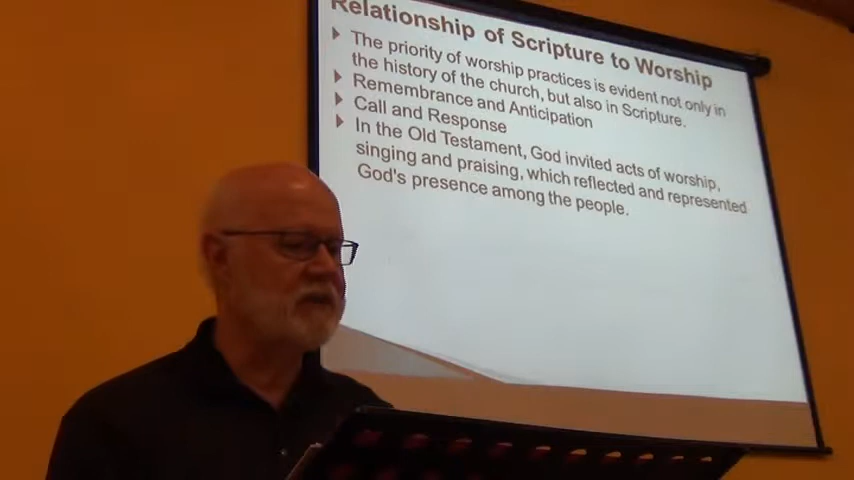 Relationship of Scripture to Worship
The priority of worship practices is evident not only in
the history of the church, but also in Scripture.
Remembrance and Anticipation
Call and Response
In the Old Testament, God invited acts of worship,
singing and praising, which reflected and represented
God's presence among the people.